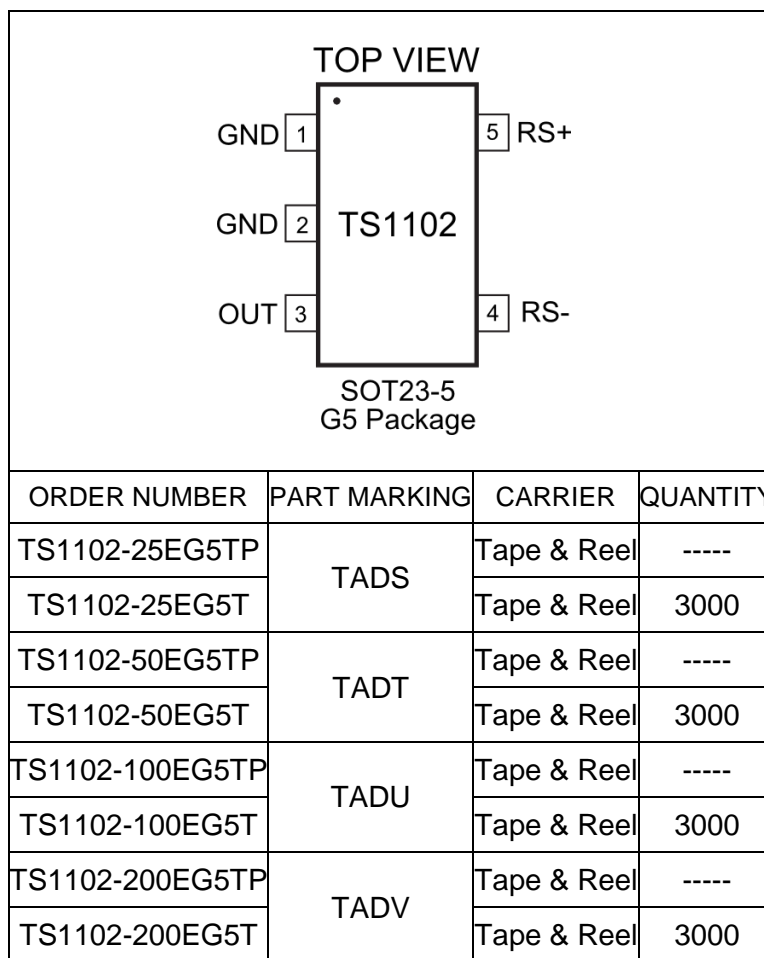 TOP VIEW
GND 1 5 RS+
GND 2 TS1102
OUT 3 4 RS-
SOT23-5
G5 Package
ORDER NUMBER PART MARKING CARRIER QUANTITY
TS1102-25EG5TP TADS Tape & Reel -----
TS1102-25EG5T Tape & Reel 3000
TS1102-50EG5TP TADT Tape & Reel -----
TS1102-50EG5T Tape & Reel 3000
TS1102-100EG5TP TADU Tape & Reel -----
TS1102-100EG5T Tape & Reel 3000
TS1102-200EG5TP TADV Tape & Reel -----
TS1102-200EG5T Tape & Reel 3000